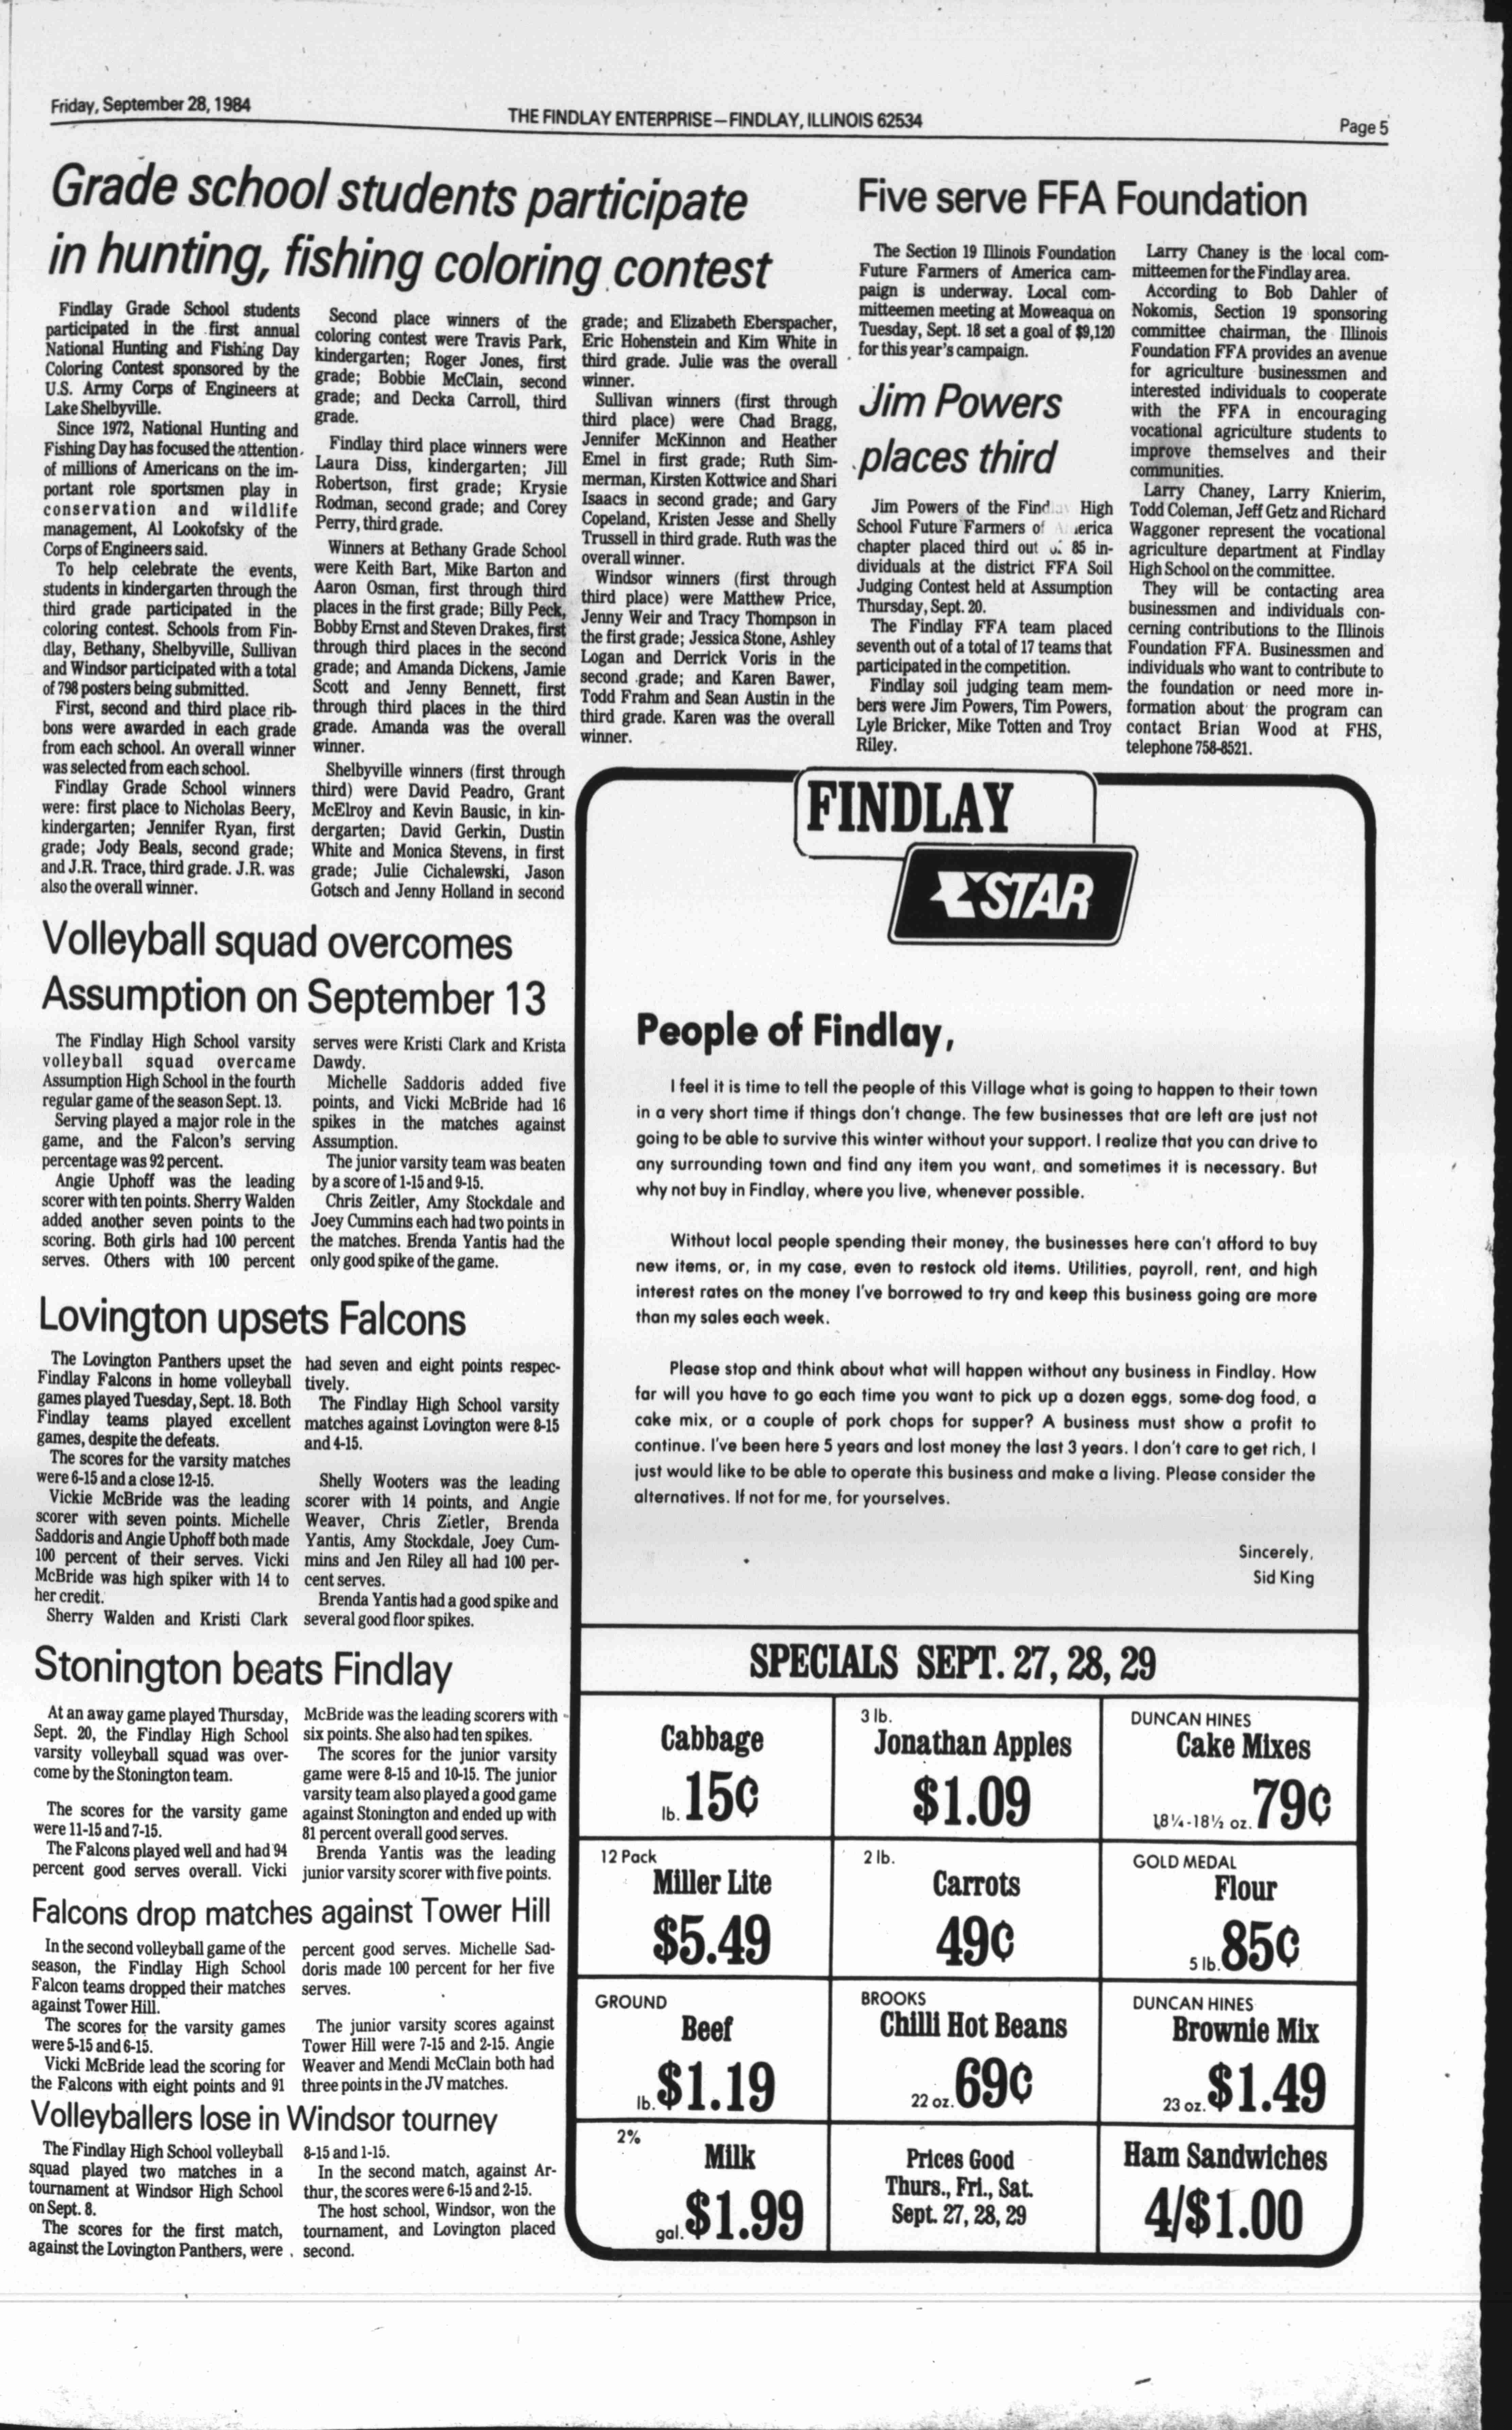 Friday, September 28, 1984
THE FINDLAY ENTERPRISE—FINDLAY, ILLINOIS 62534
Page 5
Grade school students participate
in hunting, fishing coloring contest
Findlay Grade School students
participated in the first annual
National Hunting and Fishing Day
Coloring Contest sponsored by the
U.S. Army Corps of Engineers at
Lake Shelbyville.
Since 1972, National Hunting and
Fishing Day has focused the attention
of millions of Americans on the im-
portant role sportsmen play in
conservation and wildlife
management, Al Lookofsky of the
Corps of Engineers said.
To help celebrate the events,
students in kindergarten through the
third grade participated in the
coloring contest. Schools from Fin-
dlay, Bethany, Shelbyville, Sullivan
and Windsor participated with a total
of 798 posters being submitted.
First, second and third place rib-
bons were awarded in each grade
from each school. An overall winner
was selected from each school.
Findlay Grade School winners
were: first place to Nicholas Beery,
kindergarten; Jennifer Ryan, first
grade; Jody Beals, second grade;
and J.R. Trace, third grade. J.R. was
also the overall winner.
Second place winners of the
coloring contest were Travis Park,
kindergarten; Roger Jones, first
grade; Bobbie McClain, second
grade; and Decka Carroll, third
grade.
Findlay third place winners were
Laura Diss, kindergarten; Jill
Robertson, first grade; Krysie
Rodman, second grade; and Corey
Perry, third grade.
Winners at Bethany Grade School
were Keith Bart, Mike Barton and
Aaron Osman, first through third
places in the first grade; Billy Peck,
Bobby Ernst and Steven Drakes, first
through third places in the second
grade; and Amanda Dickens, Jamie
Scott and Jenny Bennett, first
through third places in the third
grade. Amanda was the overall
winner.
Shelbyville winners (first through
third) were David Peadro, Grant
McElroy and Kevin Bausic, in kin-
dergarten; David Gerkin, Dustin
White and Monica Stevens, in first
grade; Julie Cichalewski, Jason
Gotsch and Jenny Holland in second
grade; and Elizabeth Eberspacher,
Eric Hohenstein and Kim White in
third grade. Julie was the overall
winner.
Sullivan winners (first through
third place) were Chad Bragg,
Jennifer McKinnon and Heather
Emel in first grade; Ruth Sim-
merman, Kirsten Kottwice and Shari
Isaacs in second grade; and Gary
Copeland, Kristen Jesse and Shelly
Trussell in third grade. Ruth was the
overall winner.
Windsor winners (first through
third place) were Matthew Price,
Jenny Weir and Tracy Thompson in
the first grade; Jessica Stone, Ashley
Logan and Derrick Voris in the
second grade; and Karen Bawer,
Todd Frahm and Sean Austin in the
third grade. Karen was the overall
winner.
Five serve FFA Foundation
The Section 19 Illinois Foundation
Future Farmers of America cam-
paign is underway. Local com-
mitteemen meeting at Moweaqua on
Tuesday, Sept. 18 set a goal of $9,120
for this year's campaign.
Larry Chaney is the local com-
mitteemen for the Findlay area.
According to Bob Dahler of
Nokomis, Section 19 sponsoring
committee chairman, the Illinois
Foundation FFA provides an avenue
for agriculture businessmen and
interested individuals to cooperate
with the FFA in encouraging
vocational agriculture students to
improve themselves and their
communities.
Larry Chaney, Larry Knierim,
Todd Coleman, Jeff Getz and Richard
Waggoner represent the vocational
agriculture department at Findlay
High School on the committee.
They will be contacting area
businessmen and individuals con-
cerning contributions to the Illinois
Foundation FFA. Businessmen and
individuals who want to contribute to
the foundation or need more in-
formation about the program can
contact Brian Wood at FHS,
telephone 758-8521.
Jim Powers
places third
Jim Powers of the Findlay High
School Future Farmers of America
chapter placed third out of 85 in-
dividuals at the district FFA Soil
Judging Contest held at Assumption
Thursday, Sept. 20.
The Findlay FFA team placed
seventh out of a total of 17 teams that
participated in the competition.
Findlay soil judging team mem-
bers were Jim Powers, Tim Powers,
Lyle Bricker, Mike Totten and Troy
Riley.
Volleyball squad overcomes
Assumption on September 13
The Findlay High School varsity
volleyball squad overcame
Assumption High School in the fourth
regular game of the season Sept. 13.
Serving played a major role in the
game, and the Falcon's serving
percentage was 92 percent.
Angie Uphoff was the leading
scorer with ten points. Sherry Walden
added another seven points to the
scoring. Both girls had 100 percent
serves. Others with 100 percent
serves were Kristi Clark and Krista
Dawdy.
Michelle Saddoris added five
points, and Vicki McBride had 16
spikes in the matches against
Assumption.
The junior varsity team was beaten
by a score of 1-15 and 9-15.
Chris Zeitler, Amy Stockdale and
Joey Cummins each had two points in
the matches. Brenda Yantis had the
only good spike of the game.
Lovington upsets Falcons
The Lovington Panthers upset the
Findlay Falcons in home volleyball
games played Tuesday, Sept. 18. Both
Findlay teams played excellent
games, despite the defeats.
The scores for the varsity matches
were 6-15 and a close 12-15.
Vickie McBride was the leading
scorer with seven points. Michelle
Saddoris and Angie Uphoff both made
100 percent of their serves. Vicki
McBride was high spiker with 14 to
her credit.
Sherry Walden and Kristi Clark
had seven and eight points respec-
tively.
The Findlay High School varsity
matches against Lovington were 8-15
and 4-15.
Shelly Wooters was the leading
scorer with 14 points, and Angie
Weaver, Chris Zietler, Brenda
Yantis, Amy Stockdale, Joey Cum-
mins and Jen Riley all had 100 per-
cent serves.
Brenda Yantis had a good spike and
several good floor spikes.
Stonington beats Findlay
At an away game played Thursday,
Sept. 20, the Findlay High School
varsity volleyball squad was over-
come by the Stonington team.
The scores for the varsity game
were 11-15 and 7-15.
The Falcons played well and had 94
percent good serves overall. Vicki
McBride was the leading scorers with
six points. She also had ten spikes.
The scores for the junior varsity
game were 8-15 and 10-15. The junior
varsity team also played a good game
against Stonington and ended up with
81 percent overall good serves.
Brenda Yantis was the leading
junior varsity scorer with five points.
Falcons drop matches against Tower Hill
In the second volleyball game of the
season, the Findlay High School
Falcon teams dropped their matches
against Tower Hill.
The scores for the varsity games
were 5-15 and 6-15.
Vicki McBride lead the scoring for
the Falcons with eight points and 91
percent good serves. Michelle Sad-
doris made 100 percent for her five
serves.
The junior varsity scores against
Tower Hill were 7-15 and 2-15. Angie
Weaver and Mendi McClain both had
three points in the JV matches.
Volleyballers lose in Windsor tourney
The Findlay High School volleyball
squad played two matches in a
tournament at Windsor High School
on Sept. 8.
The scores for the first match,
against the Lovington Panthers, were
8-15 and 1-15.
In the second match, against Ar-
thur, the scores were 6-15 and 2-15.
The host school, Windsor, won the
tournament, and Lovington placed
second.
FINDLAY
STAR
People of Findlay,
I feel it is time to tell the people of this Village what is going to happen to their town
in a very short time if things don't change. The few businesses that are left are just not
going to be able to survive this winter without your support. I realize that you can drive to
any surrounding town and find any item you want, and sometimes it is necessary. But
why not buy in Findlay, where you live, whenever possible.
Without local people spending their money, the businesses here can't afford to buy
new items, or, in my case, even to restock old items. Utilities, payroll, rent, and high
interest rates on the money I've borrowed to try and keep this business going are more
than my sales each week.
Please stop and think about what will happen without any business in Findlay. How
far will you have to go each time you want to pick up a dozen eggs, some dog food, a
cake mix, or a couple of pork chops for supper? A business must show a profit to
continue. I've been here 5 years and lost money the last 3 years. I don't care to get rich, I
just would like to be able to operate this business and make a living. Please consider the
alternatives. If not for me, for yourselves.
Sincerely,
Sid King
SPECIALS SEPT. 27, 28, 29
Cabbage
lb. 15¢
3 lb.
Jonathan Apples
$1.09
DUNCAN HINES
Cake Mixes
18¼-18½ oz. 79¢
12 Pack
Miller Lite
$5.49
2 lb.
Carrots
49¢
GOLD MEDAL
Flour
5 lb. 85¢
GROUND
Beef
lb. $1.19
BROOKS
Chilli Hot Beans
22 oz. 69¢
DUNCAN HINES
Brownie Mix
23 oz. $1.49
2%
Milk
gal. $1.99
Prices Good
Thurs., Fri., Sat.
Sept. 27, 28, 29
Ham Sandwiches
4/$1.00